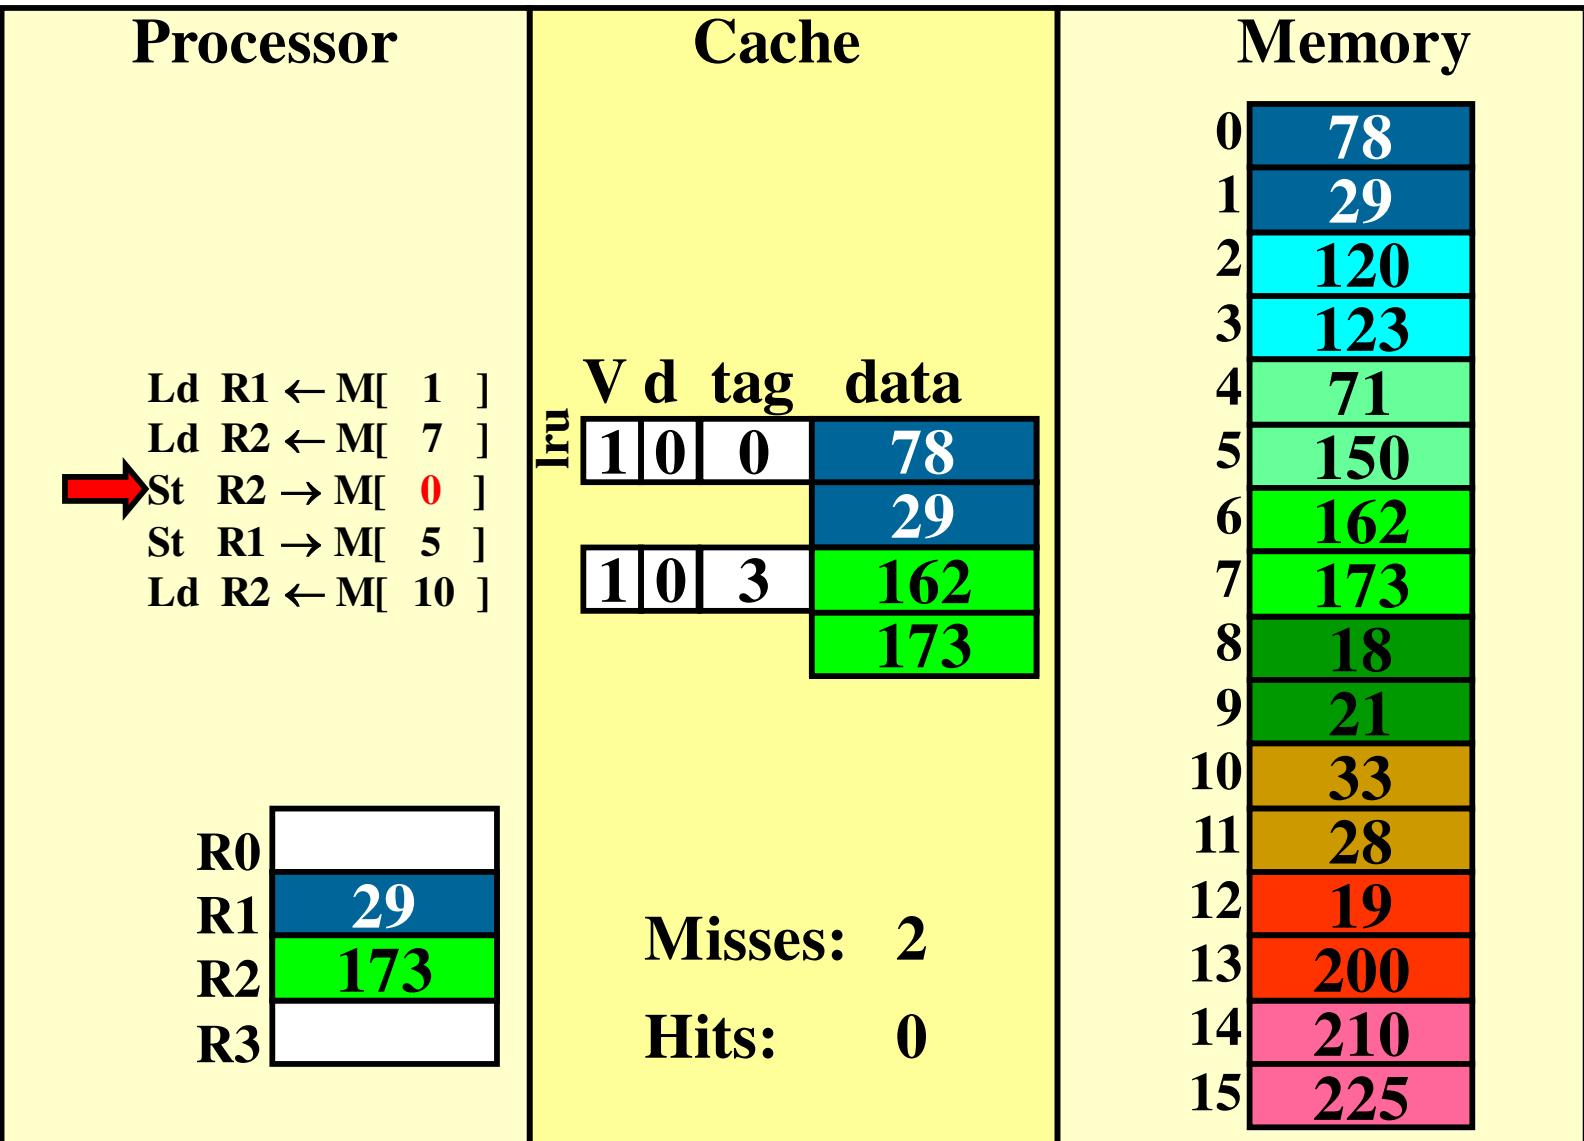 Processor
Ld R1 ← M[ 1 ]
Ld R2 ← M[ 7 ]
St R2 → M[ 0 ]
St R1 → M[ 5 ]
Ld R2 ← M[ 10 ]
R0
R1 29
R2 173
R3
Cache
V d tag data
lru
1 0 0 78
29
1 0 3 162
173
Misses: 2
Hits: 0
Memory
0 78
1 29
2 120
3 123
4 71
5 150
6 162
7 173
8 18
9 21
10 33
11 28
12 19
13 200
14 210
15 225